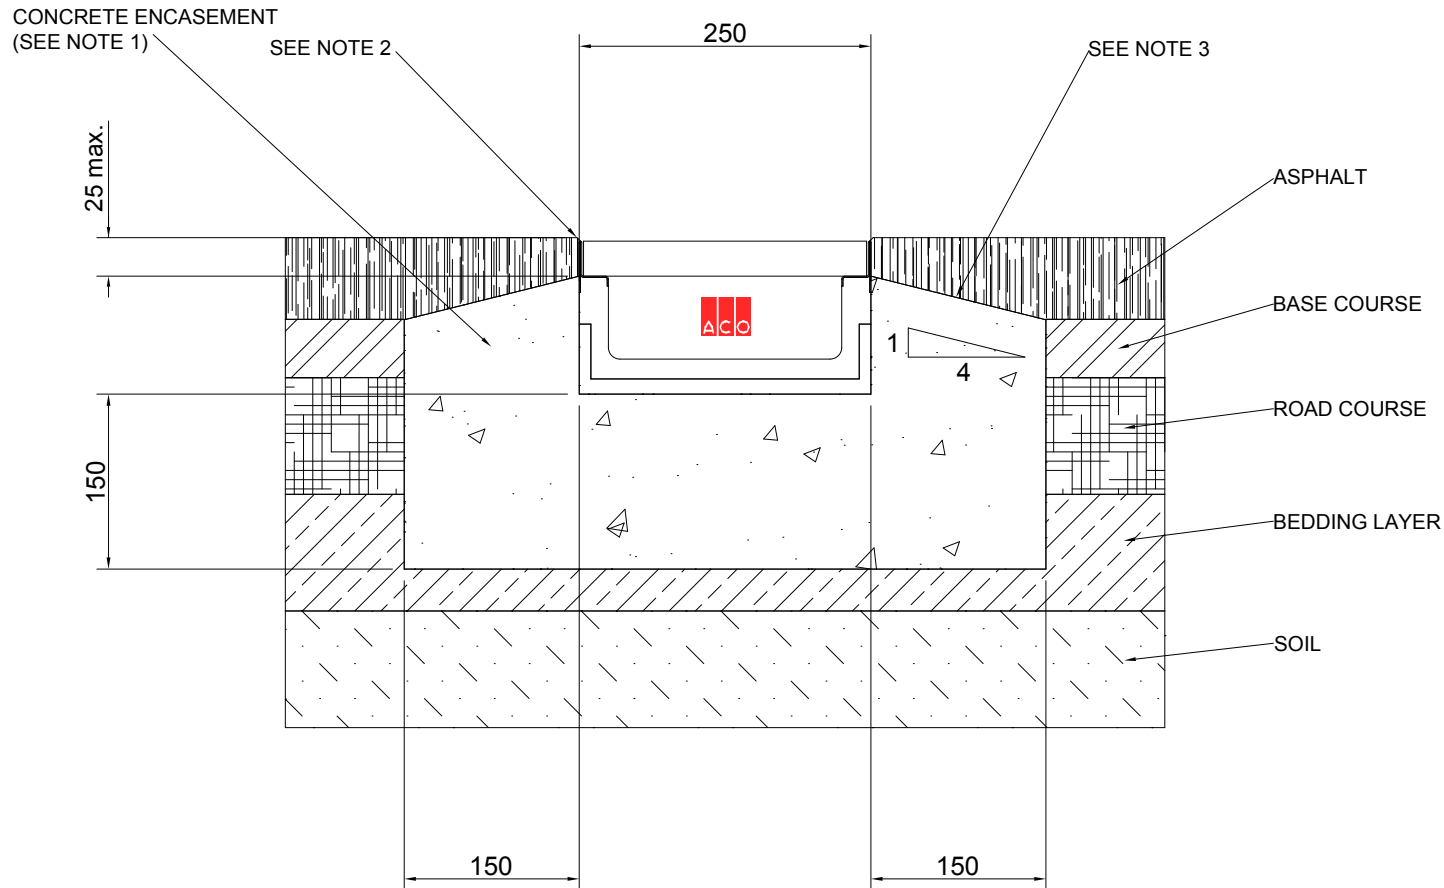 CONCRETE ENCASEMENT
(SEE NOTE 1)
SEE NOTE 2
250
SEE NOTE 3
25 max.
ASPHALT
ACO
BASE COURSE
1
4
ROAD COURSE
150
BEDDING LAYER
SOIL
150
150